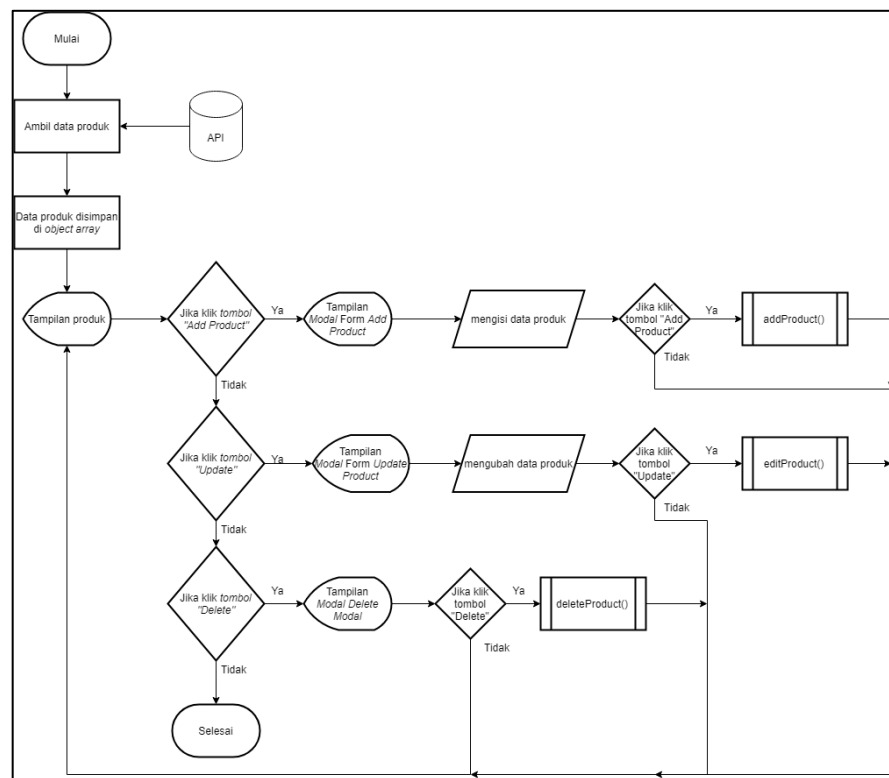 Mulai
Ambil data produk
API
Data produk disimpan
di object array
Tampilan produk
Jika klik tombol
"Add Product"
Ya
Tampilan
Modal Form Add
Product
mengisi data produk
Jika klik
tombol "Add
Product"
Ya
addProduct()
Tidak
Tidak
Jika klik tombol
"Update"
Ya
Tampilan
Modal Form Update
Product
mengubah data produk
Jika klik
tombol
"Update"
Ya
editProduct()
Tidak
Tidak
Jika klik tombol
"Delete"
Ya
Tampilan
Modal Delete
Modal
Jika klik
tombol
"Delete"
Ya
deleteProduct()
Tidak
Tidak
Selesai